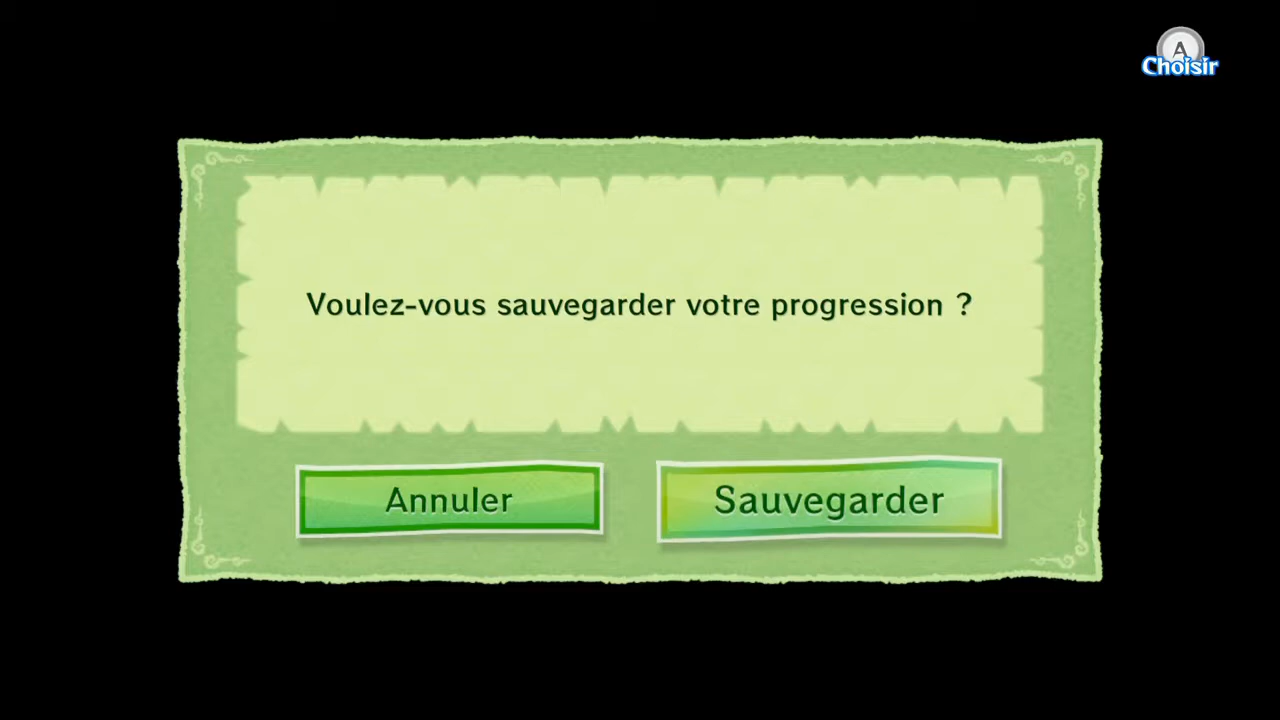 A
Choisir
Voulez-vous sauvegarder votre progression ?
Annuler
Sauvegarder